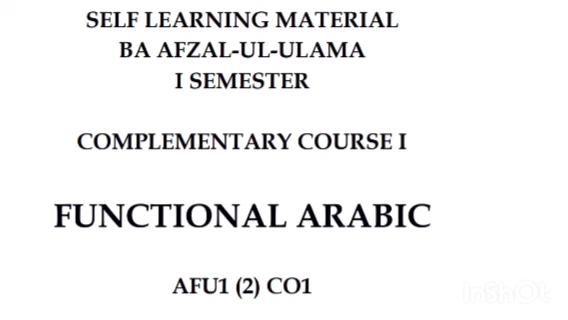 SELF LEARNING MATERIAL
BA AFZAL-UL-ULAMA
I SEMESTER
COMPLEMENTARY COURSE I
FUNCTIONAL ARABIC
AFU1 (2) CO1
InShOt